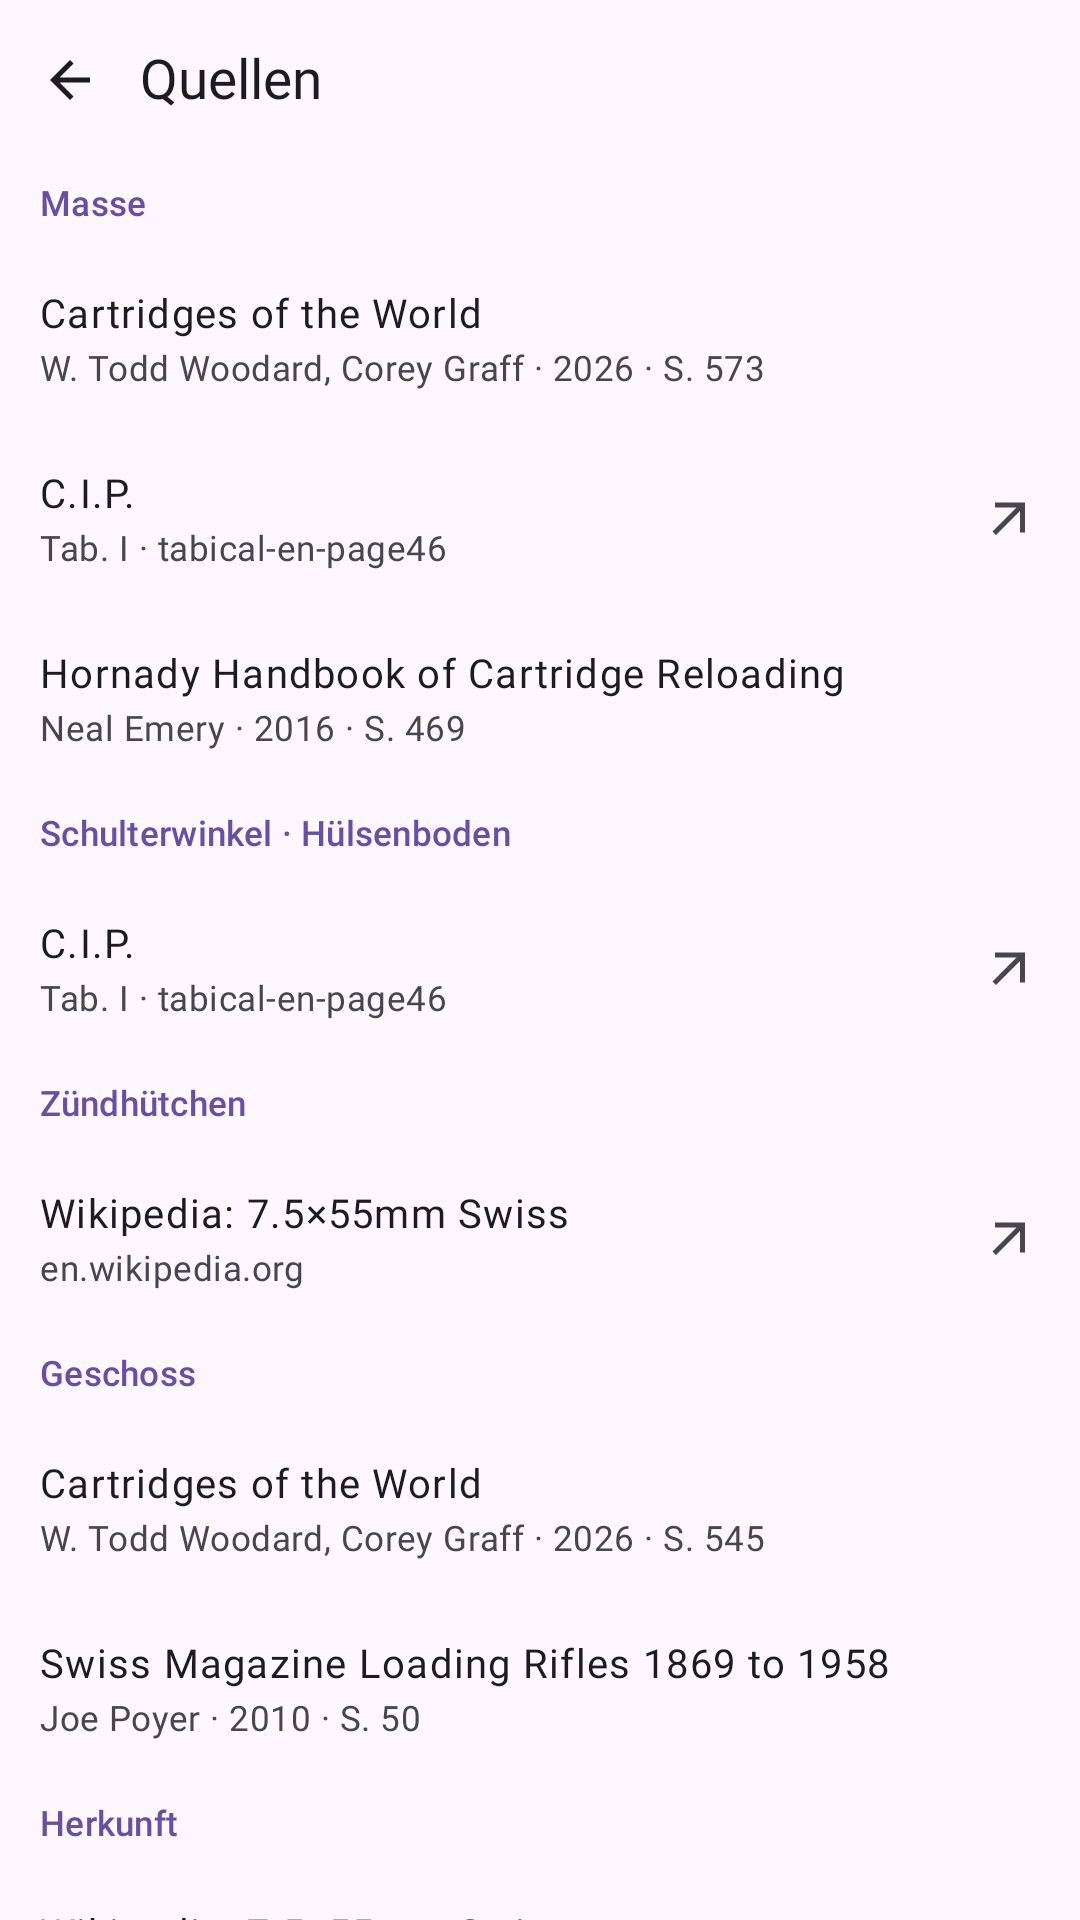 Quellen
Masse
Cartridges of the World
W. Todd Woodard, Corey Graff · 2026 · S. 573
C.I.P.
Tab. I · tabical-en-page46
Hornady Handbook of Cartridge Reloading
Neal Emery · 2016 · S. 469
Schulterwinkel · Hülsenboden
C.I.P.
Tab. I · tabical-en-page46
Zündhütchen
Wikipedia: 7.5×55mm Swiss
en.wikipedia.org
Geschoss
Cartridges of the World
W. Todd Woodard, Corey Graff · 2026 · S. 545
Swiss Magazine Loading Rifles 1869 to 1958
Joe Poyer · 2010 · S. 50
Herkunft